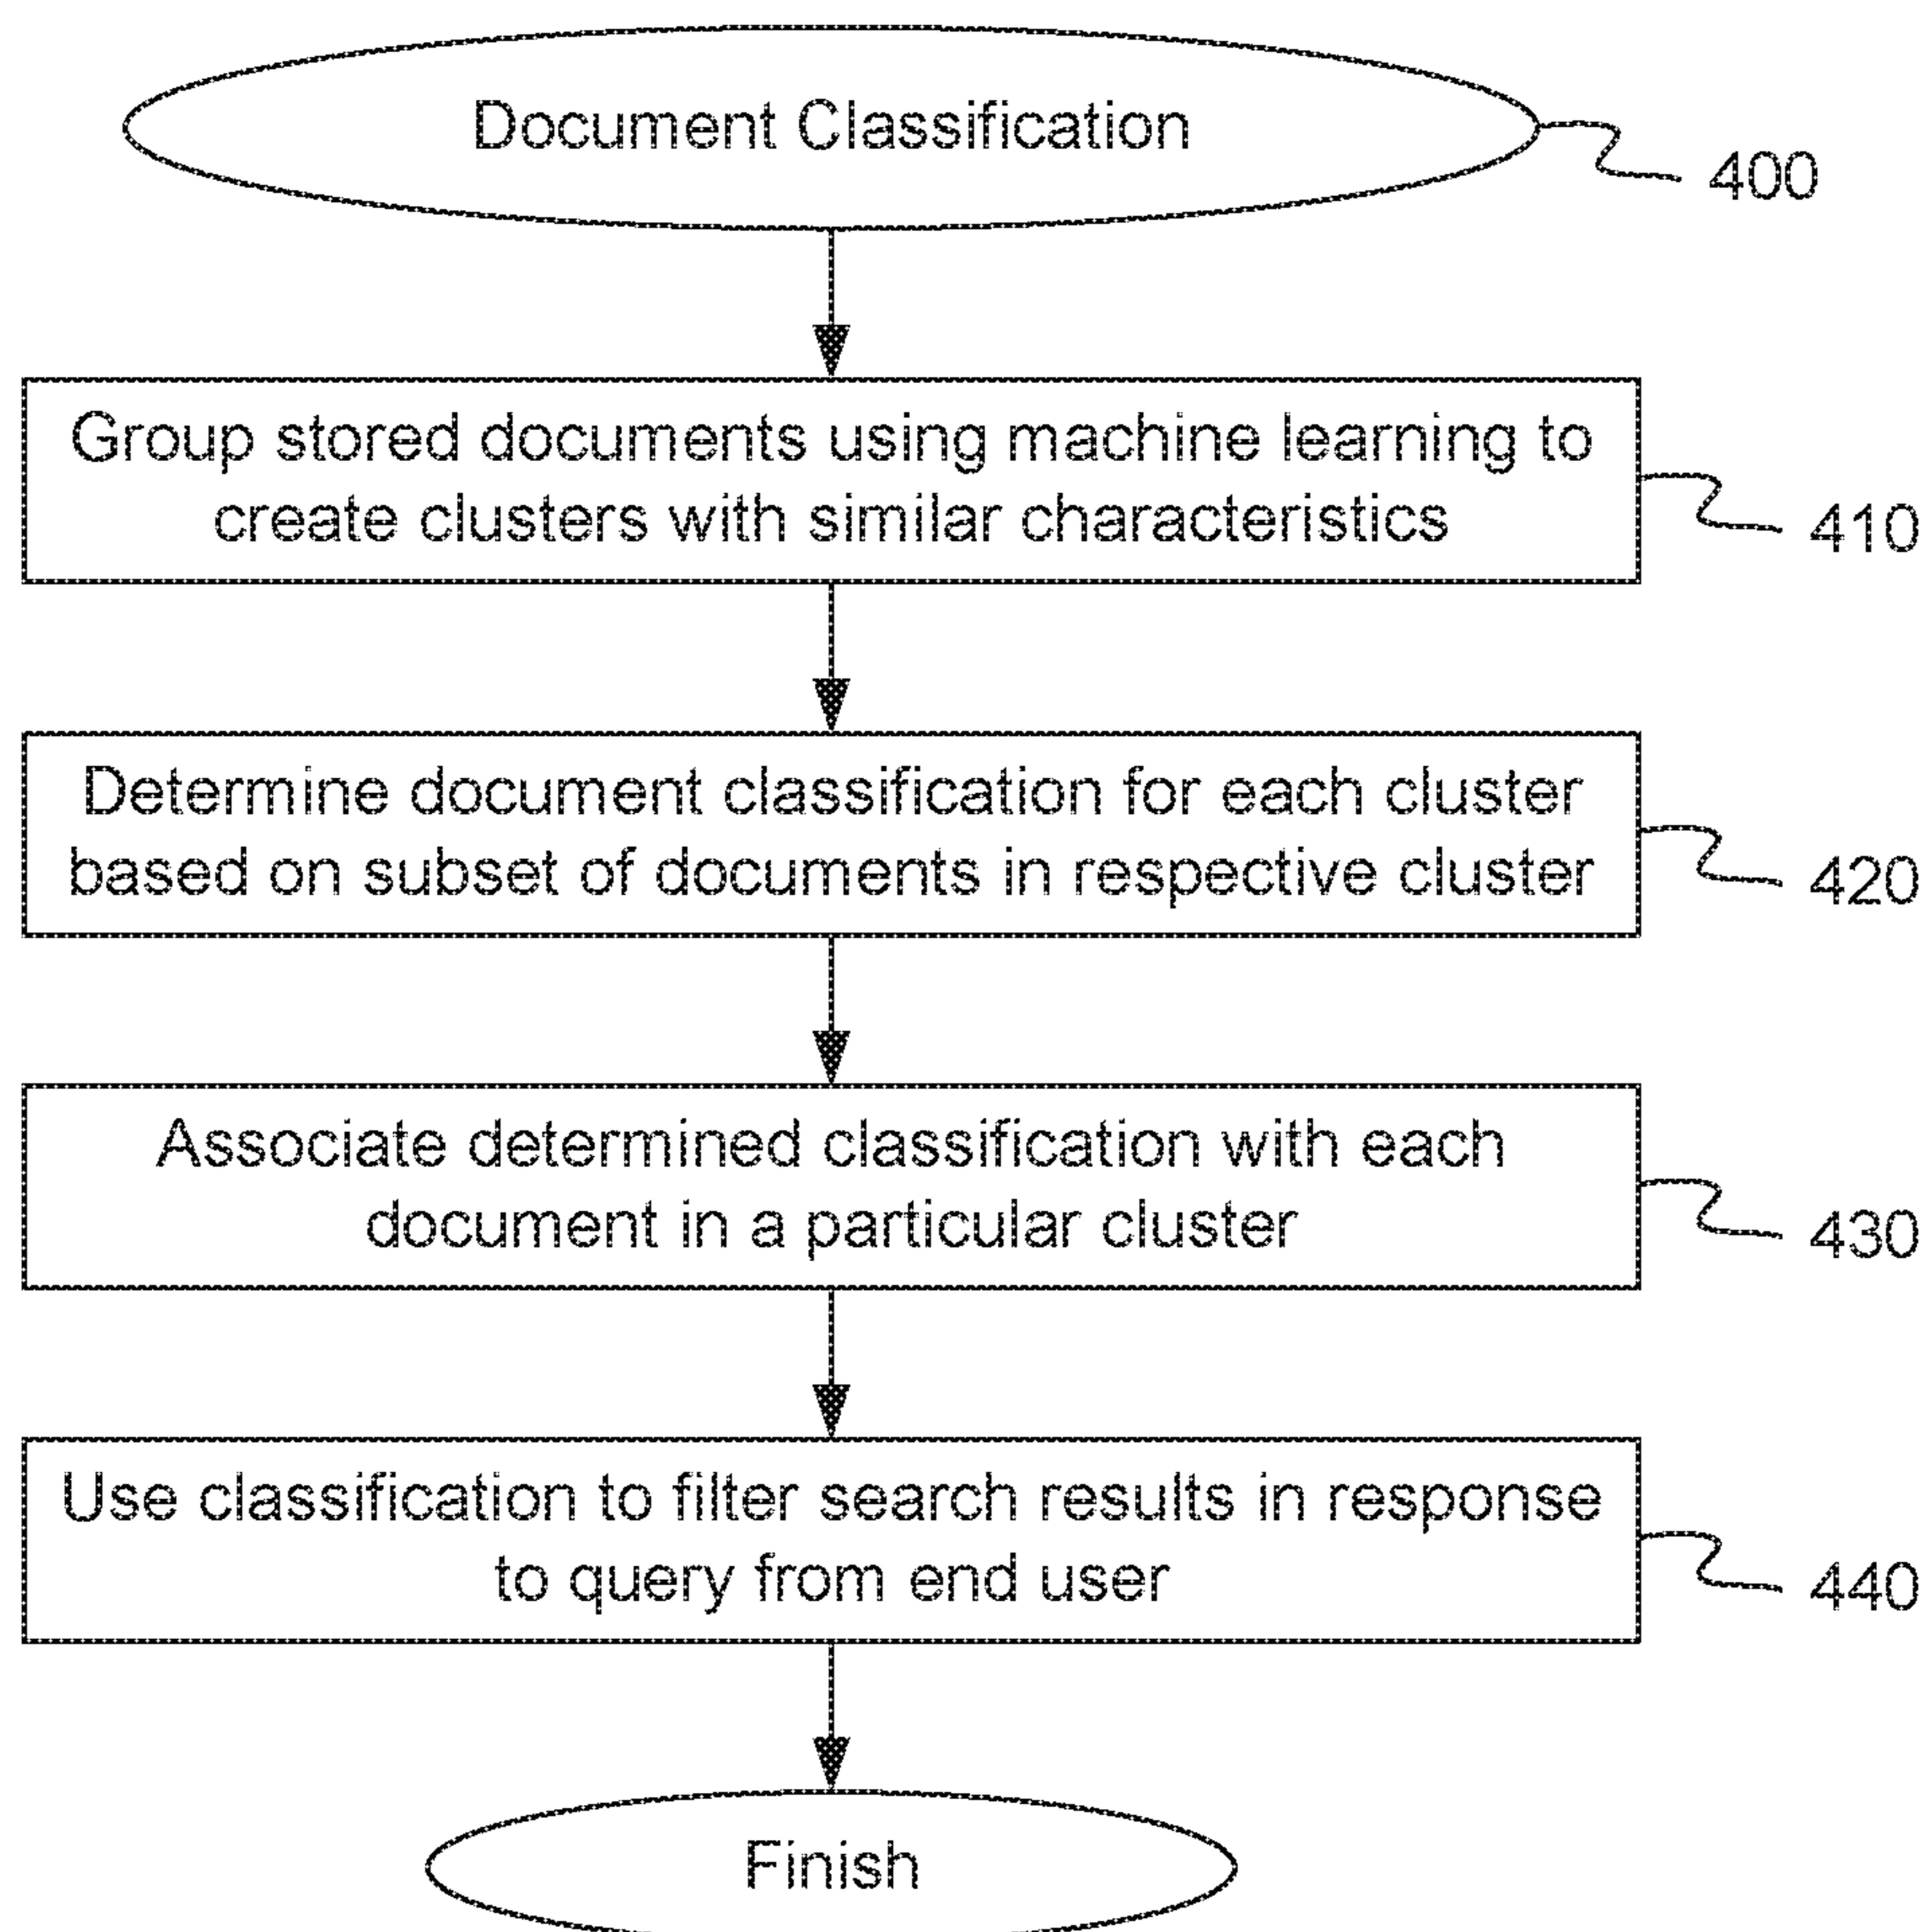 Document Classification
400
Group stored documents using machine learning to
create clusters with similar characteristics
410
Determine document classification for each cluster
based on subset of documents in respective cluster
420
Associate determined classification with each
document in a particular cluster
430
Use classification to filter search results in response
to query from end user
440
Finish